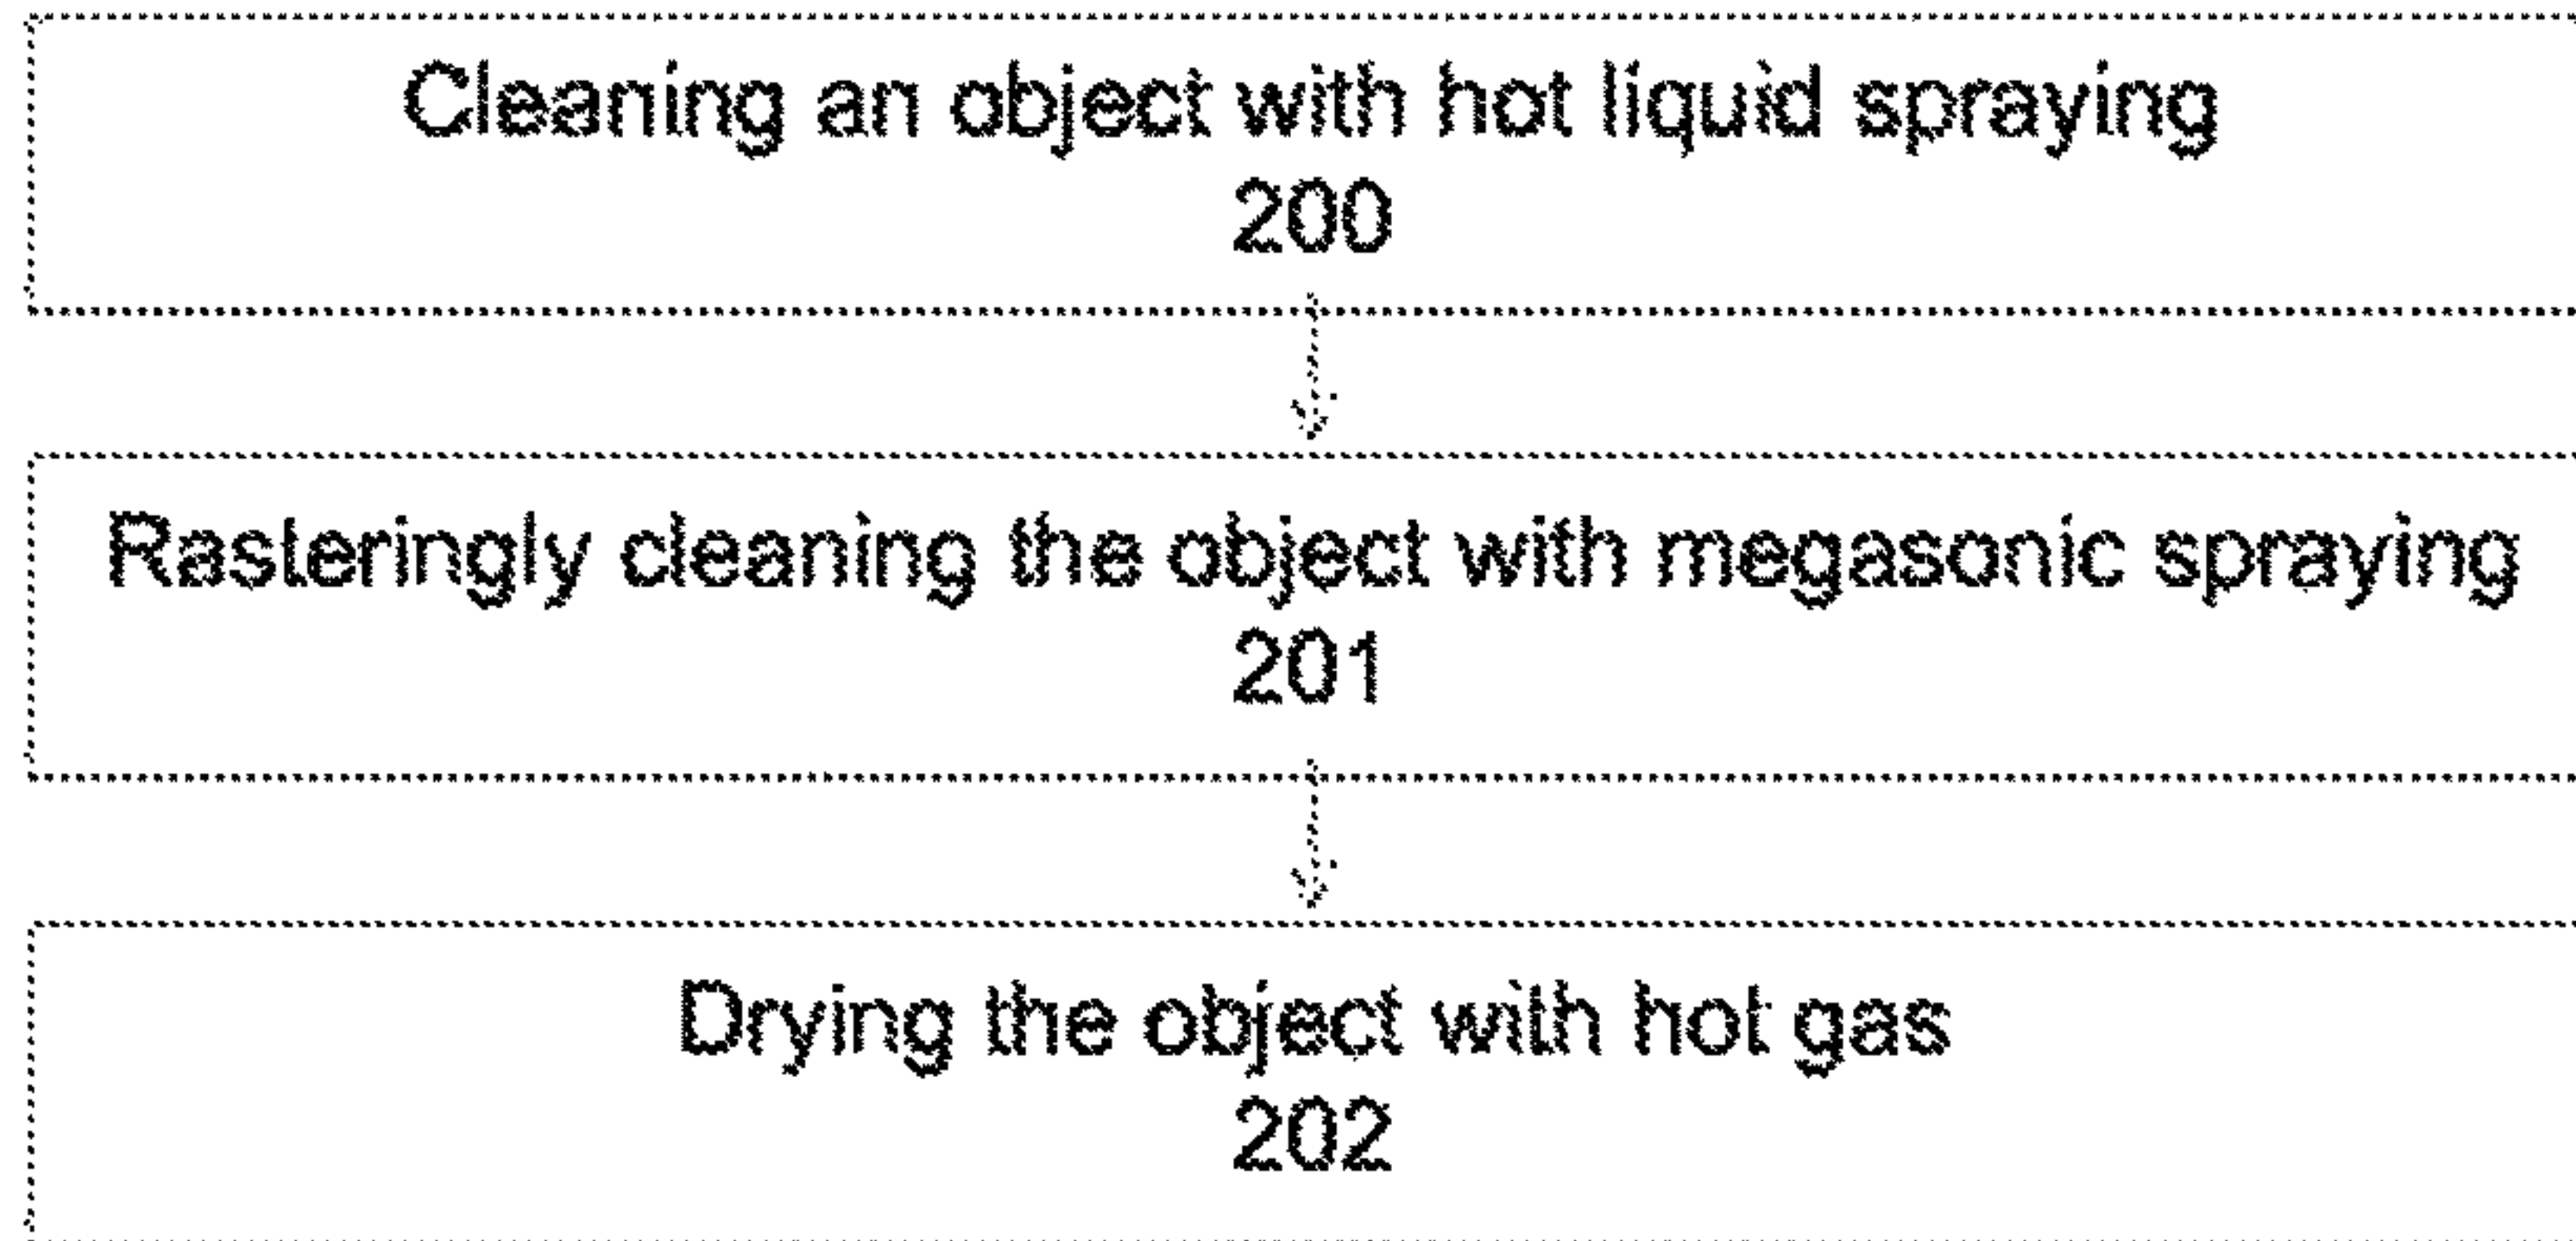 Cleaning an object with hot liquid spraying
200
Rasteringly cleaning the object with megasonic spraying
201
Drying the object with hot gas
202